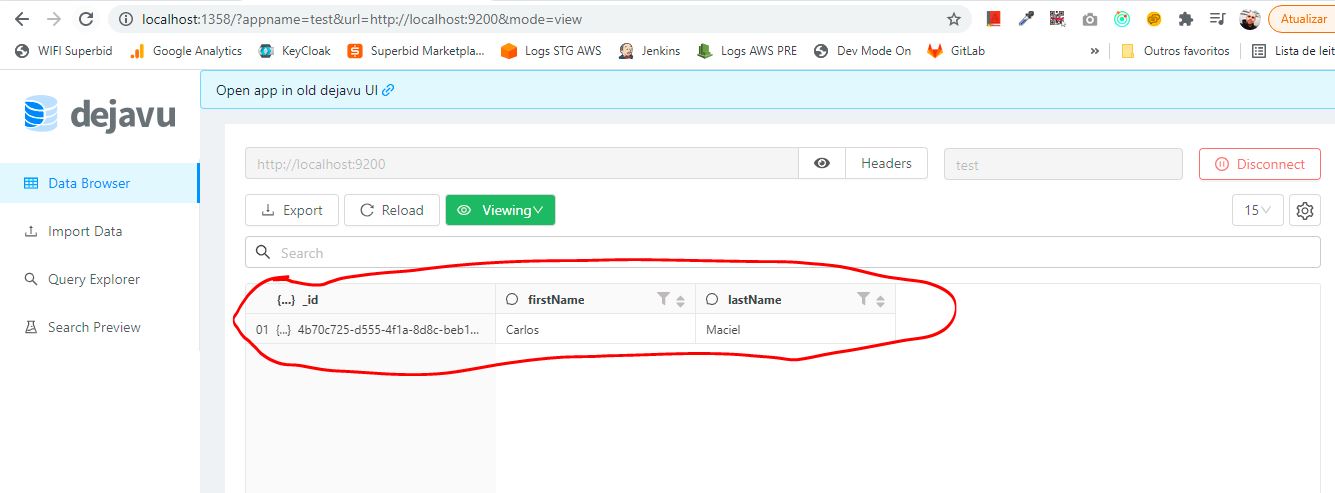 localhost:1358/?appname=test&url=http://localhost:9200&mode=view
Atualizar
WIFI Superbid Google Analytics KeyCloak Superbid Marketpla... Logs STG AWS Jenkins Logs AWS PRE Dev Mode On GitLab » Outros favoritos Lista de leit
dejavu
Open app in old dejavu UI
http://localhost:9200 Headers test Disconnect
Data Browser
Export Reload Viewing 15
Import Data
Search
Query Explorer
{...} _id firstName lastName
Search Preview
01 {...} 4b70c725-d555-4f1a-8d8c-beb1... Carlos Maciel